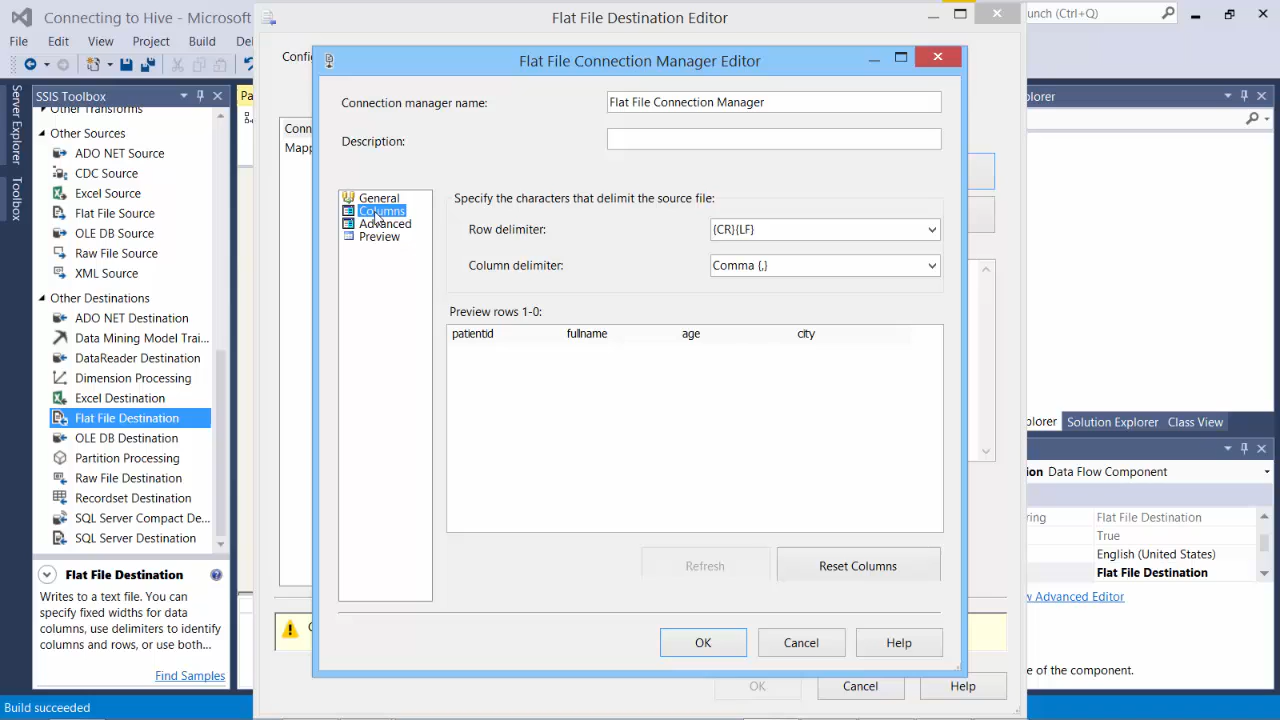 Connecting to Hive - Microsoft
Flat File Destination Editor
unch (Ctrl+Q)
File Edit View Project Build
Flat File Connection Manager Editor
Server Explorer
Toolbox
SSIS Toolbox
Other Transforms
Other Sources
ADO NET Source
CDC Source
Excel Source
Flat File Source
OLE DB Source
Raw File Source
XML Source
Other Destinations
ADO NET Destination
Data Mining Model Trai...
DataReader Destination
Dimension Processing
Excel Destination
Flat File Destination
OLE DB Destination
Partition Processing
Raw File Destination
Recordset Destination
SQL Server Compact De...
SQL Server Destination
Flat File Destination
Writes to a text file. You can
specify fixed widths for data
columns, use delimiters to identify
columns and rows, or use both...
Find Samples
Build succeeded
Connection manager name: Flat File Connection Manager
Description:
General
Columns
Advanced
Preview
Specify the characters that delimit the source file:
Row delimiter: {CR}{LF}
Column delimiter: Comma {,}
Preview rows 1-0:
patientid fullname age city
Refresh Reset Columns
OK Cancel Help
OK Cancel Help
plorer
plorer Solution Explorer Class View
ion Data Flow Component
ring Flat File Destination
True
English (United States)
Flat File Destination
w Advanced Editor
e of the component.